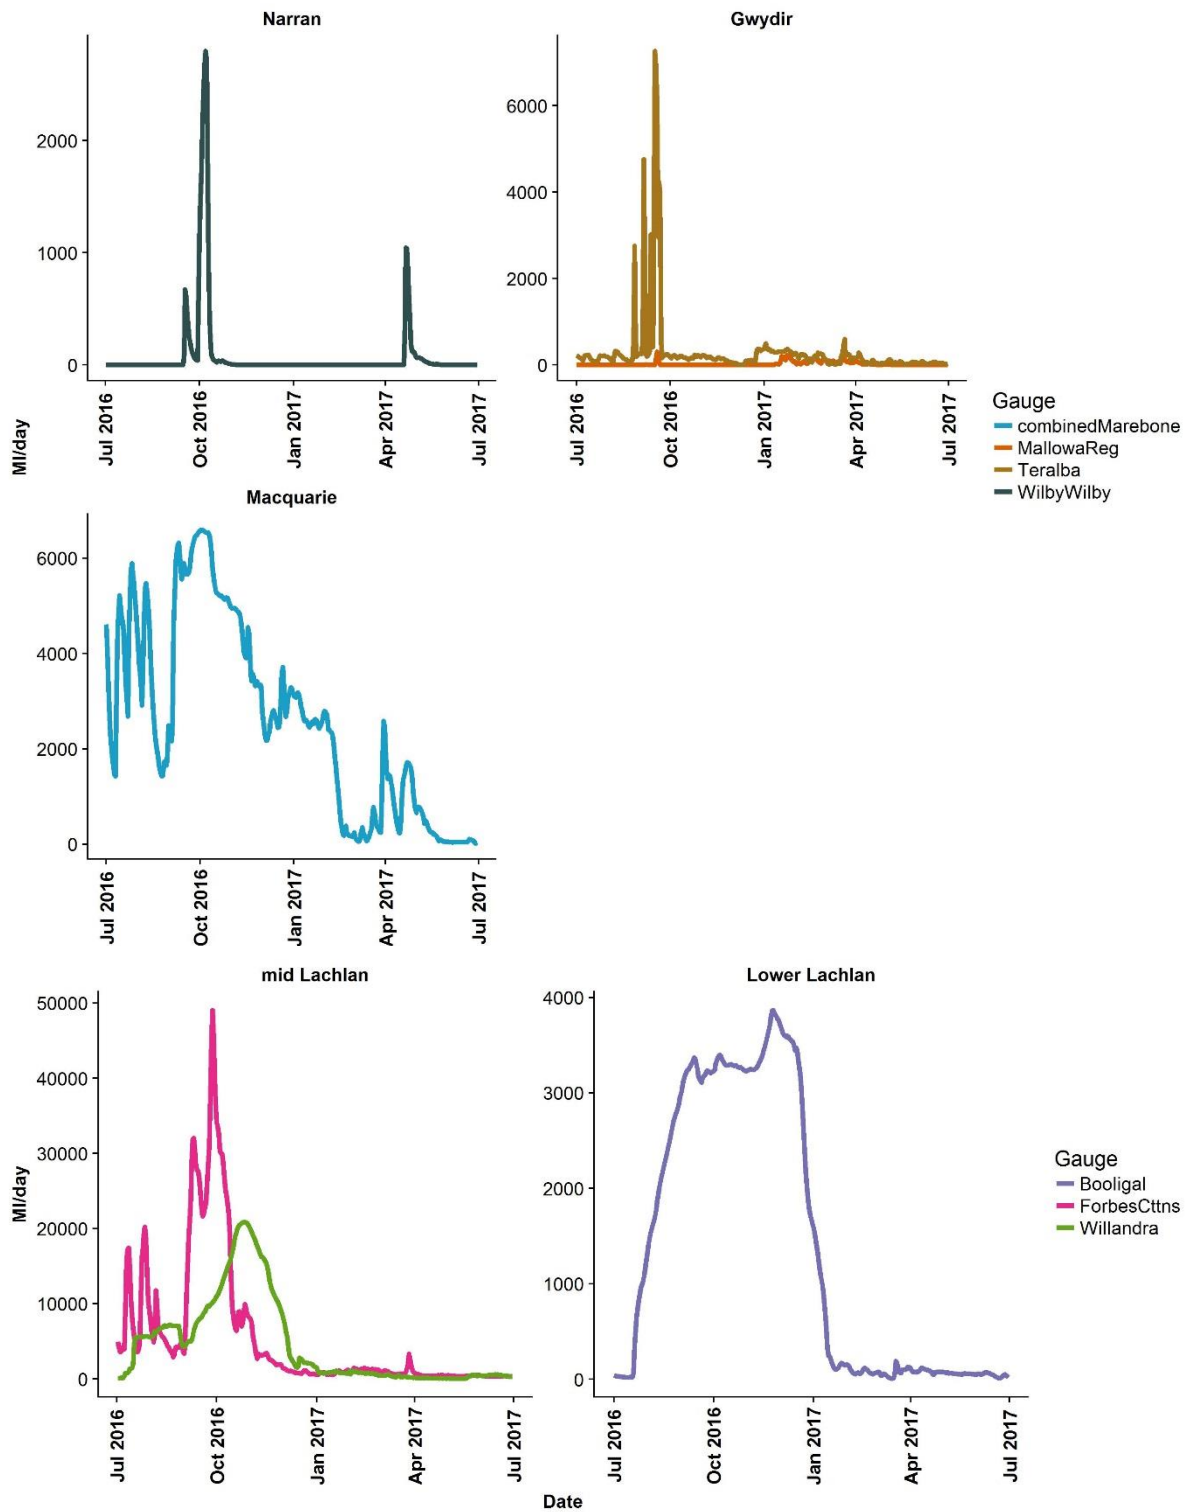 Narran
Gwydir
2000
1000
0
6000
4000
2000
0
Jul 2016
Oct 2016
Jan 2017
Apr 2017
Jul 2017
Jul 2016
Oct 2016
Jan 2017
Apr 2017
Jul 2017
Ml/day
Gauge
combinedMarebone
MallowaReg
Teralba
WilbyWilby
Macquarie
6000
4000
2000
0
Jul 2016
Oct 2016
Jan 2017
Apr 2017
Jul 2017
mid Lachlan
Lower Lachlan
50000
40000
30000
20000
10000
0
4000
3000
2000
1000
0
Ml/day
Gauge
Booligal
ForbesCttns
Willandra
Jul 2016
Oct 2016
Jan 2017
Apr 2017
Jul 2017
Jul 2016
Oct 2016
Jan 2017
Apr 2017
Jul 2017
Date